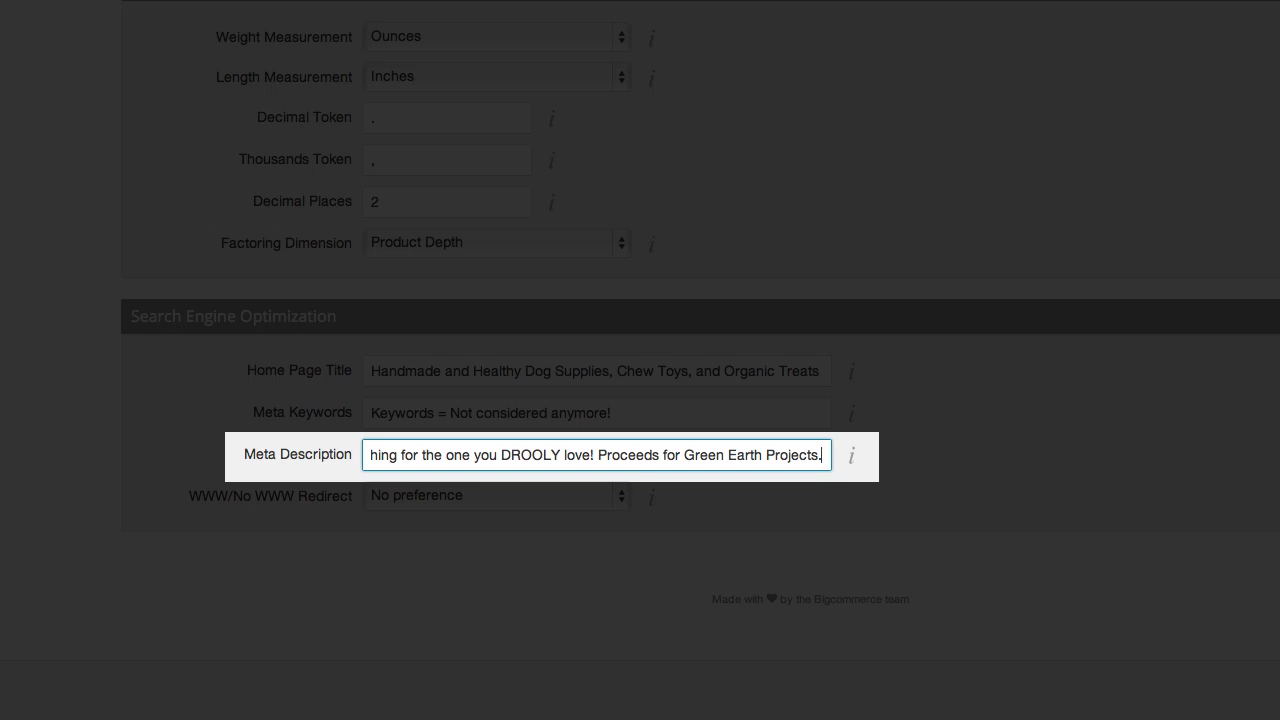 Weight Measurement Ounces i
Length Measurement Inches i
Decimal Token . i
Thousands Token , i
Decimal Places 2 i
Factoring Dimension Product Depth i
Search Engine Optimization
Home Page Title Handmade and Healthy Dog Supplies, Chew Toys, and Organic Treats i
Meta Keywords Keywords = Not considered anymore! i
Meta Description hing for the one you DROOLY love! Proceeds for Green Earth Projects. i
WWW/No WWW Redirect No preference i
Made with ♥ by the Bigcommerce team